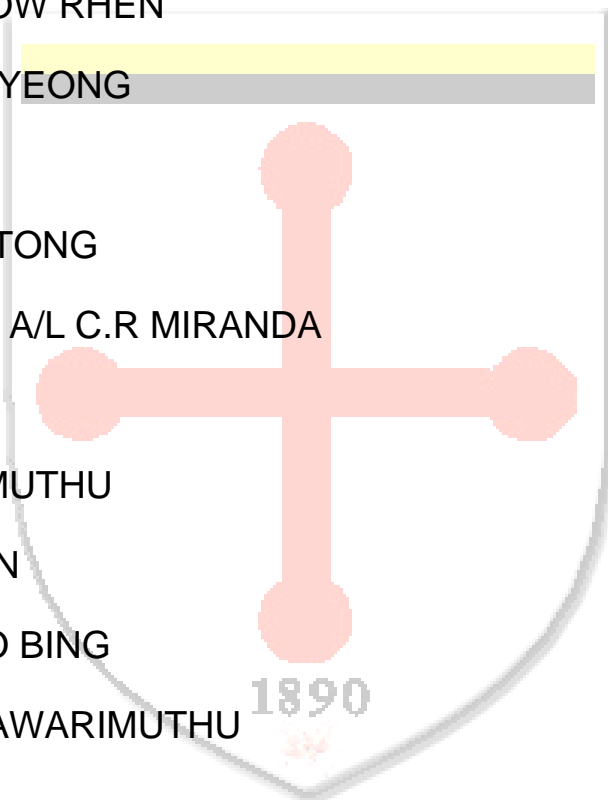 OW RHEN
YEONG
TONG
A/L C.R MIRANDA
MUTHU
N
O BING
AWARIMUTHU
1890